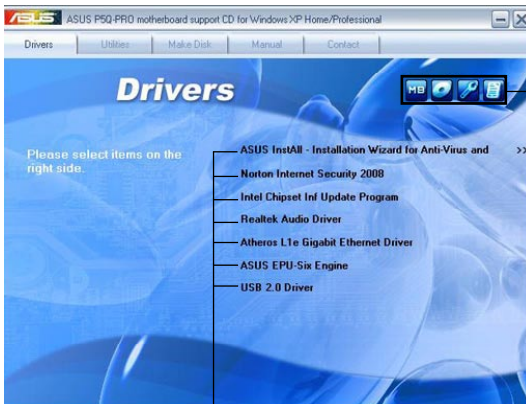 ASUS ASUS P5Q-PRO motherboard support CD for Windows XP Home/Professional
Drivers Utilities Make Disk Manual Contact
Drivers
MB
Please select items on the
right side.
ASUS InstAll - Installation Wizard for Anti-Virus and >>
Norton Internet Security 2008
Intel Chipset Inf Update Program
Realtek Audio Driver
Atheros L1e Gigabit Ethernet Driver
ASUS EPU-Six Engine
USB 2.0 Driver